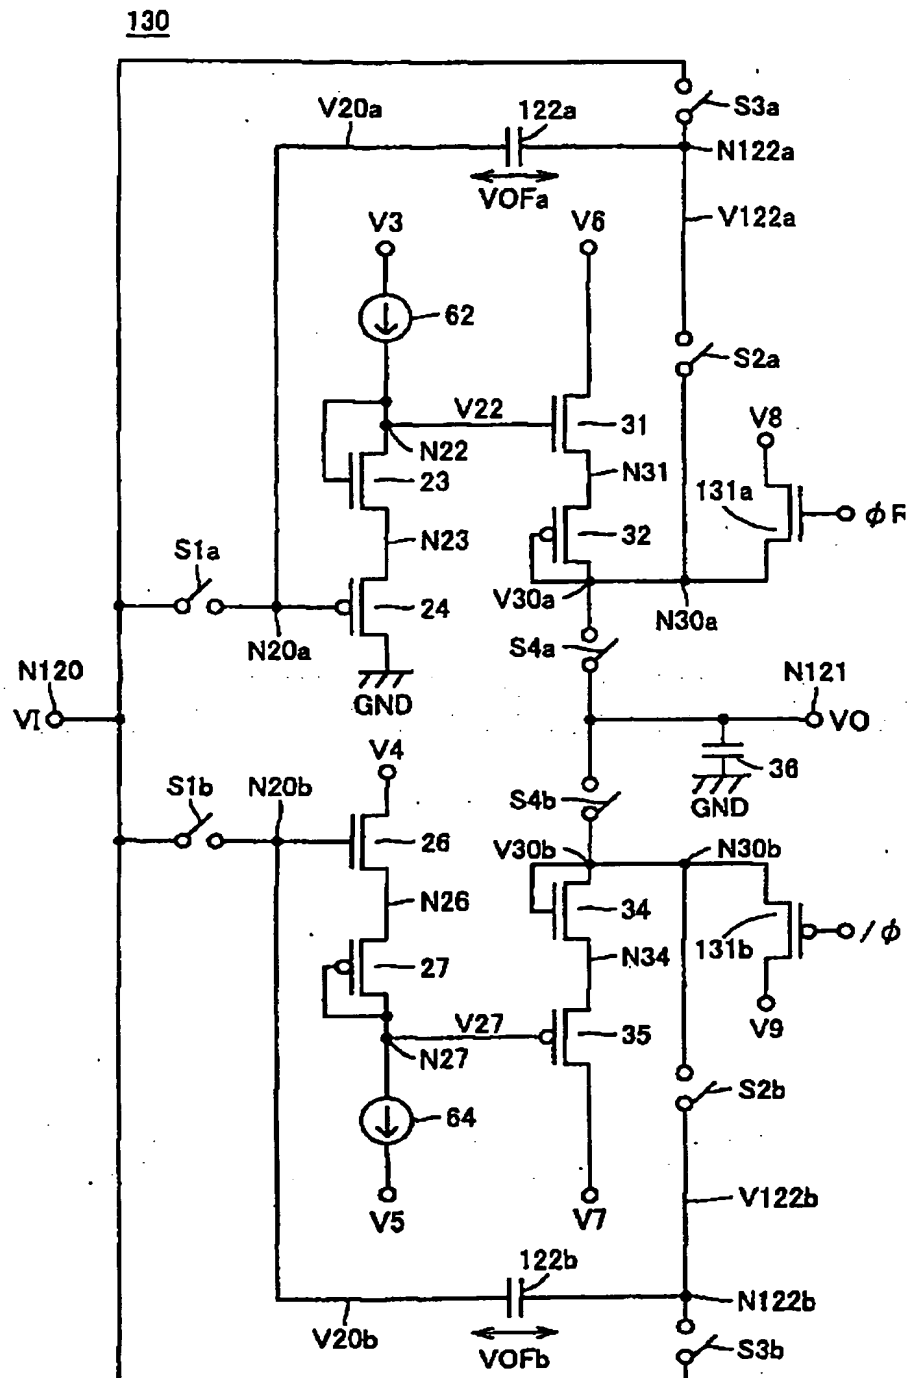 130
S3a
V20a
122a
N122a
VOFa
V122a
V3
V6
62
S2a
V22
31
V8
N22
23
N31
131a
φF
N23
32
S1a
24
V30a
N30a
N20a
S4a
N120
GND
N121
VI
VO
V4
36
S1b
N20b
S4b
GND
26
V30b
N30b
N26
34
27
N34
131b
/φ
V27
35
V9
N27
S2b
64
V5
V7
V122b
122b
N122b
V20b
VOFb
S3b